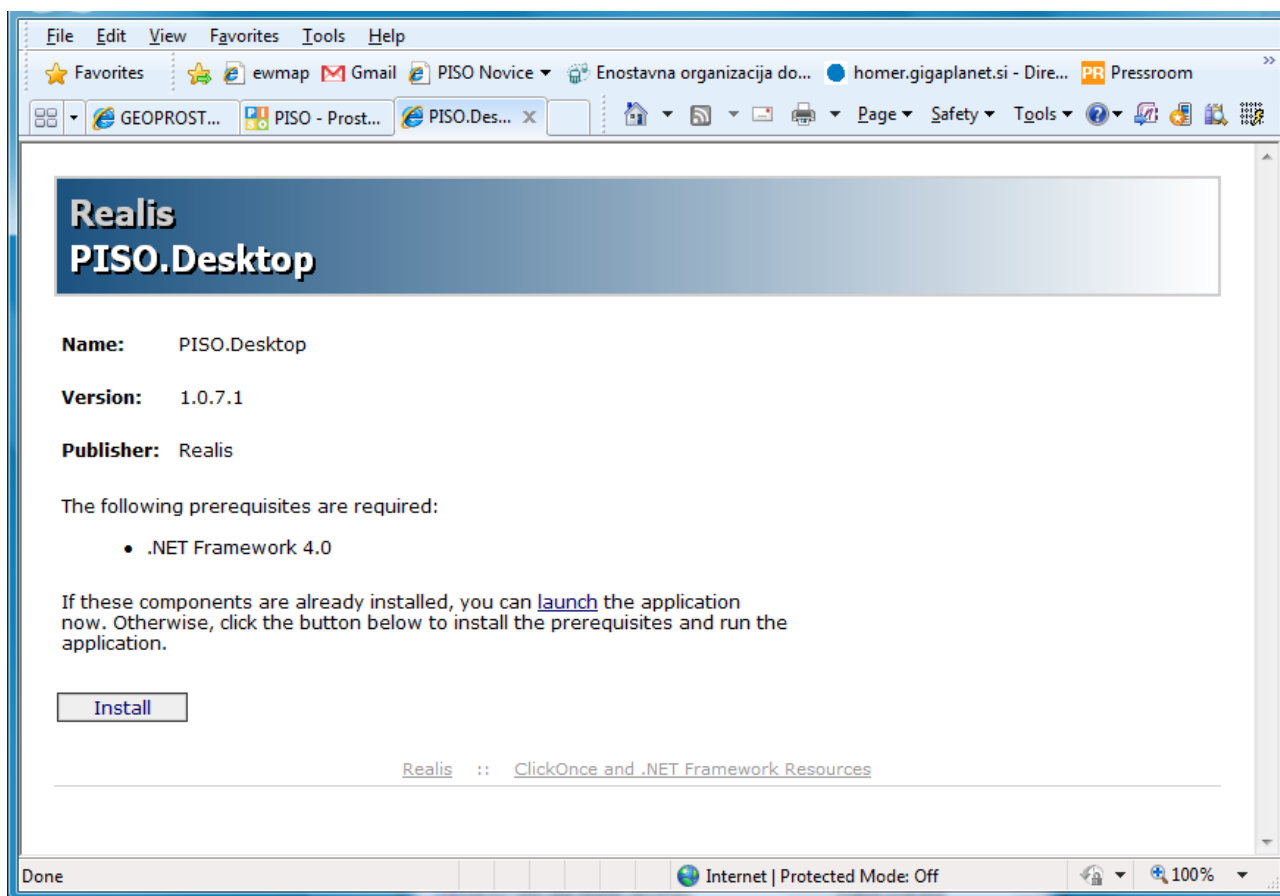 File Edit View Favorites Tools Help
Favorites ewmap Gmail PISO Novice Enostavna organizacija do... homer.gigaplanet.si - Dire... PR Pressroom »
GEOPROST... PISO - Prost... PISO.Des... X Page Safety Tools
Realis
PISO.Desktop
Name: PISO.Desktop
Version: 1.0.7.1
Publisher: Realis
The following prerequisites are required:
• .NET Framework 4.0
If these components are already installed, you can launch the application
now. Otherwise, click the button below to install the prerequisites and run the
application.
Install
Realis :: ClickOnce and .NET Framework Resources
Done Internet | Protected Mode: Off 100%